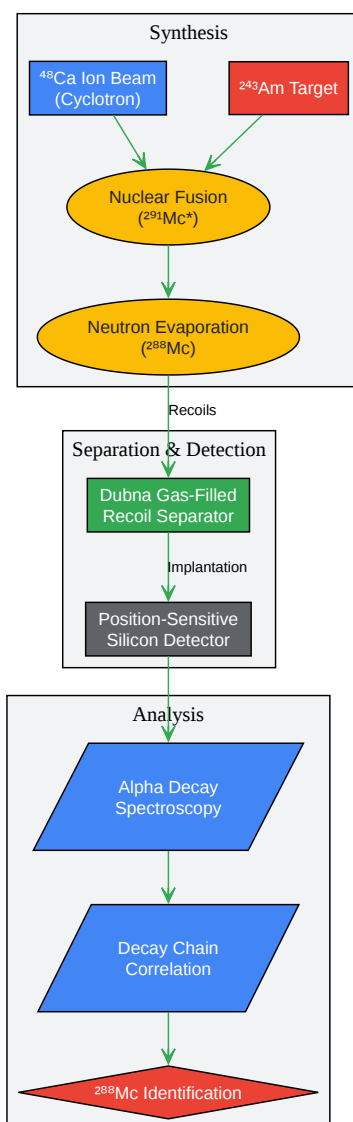 Synthesis
⁴⁸Ca Ion Beam
(Cyclotron)
²⁴³Am Target
Nuclear Fusion
(²⁹¹Mc*)
Neutron Evaporation
(²⁸⁸Mc)
Recoils
Separation & Detection
Dubna Gas-Filled
Recoil Separator
Implantation
Position-Sensitive
Silicon Detector
Analysis
Alpha Decay
Spectroscopy
Decay Chain
Correlation
²⁸⁸Mc Identification